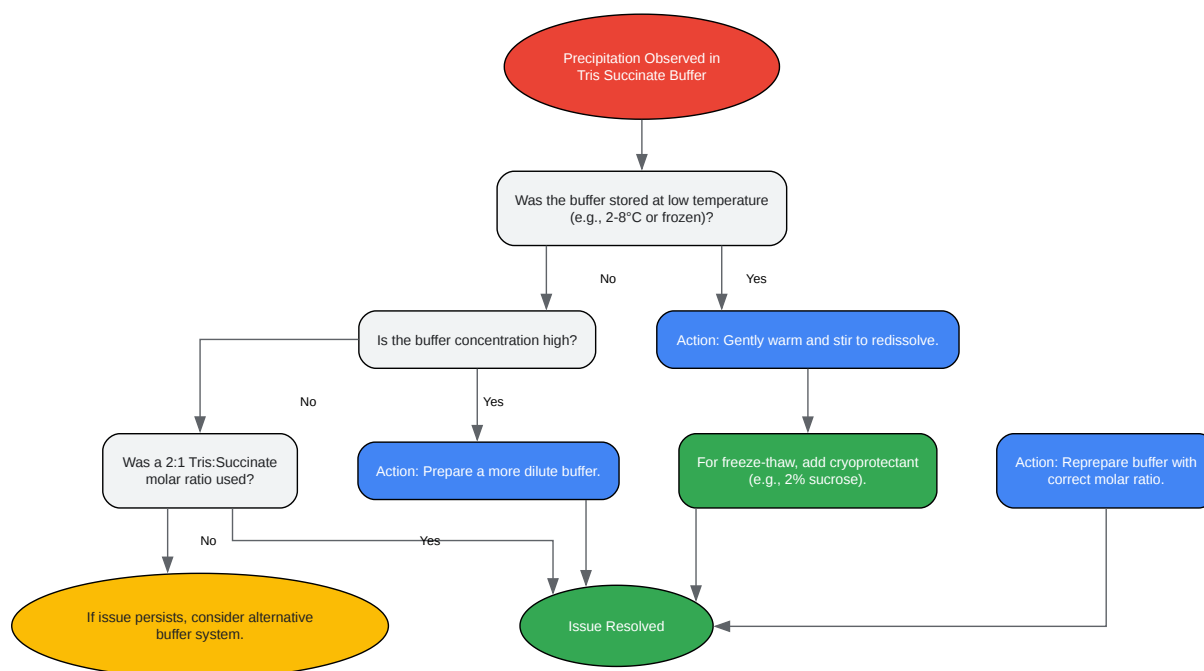 Precipitation Observed in
Tris Succinate Buffer
Was the buffer stored at low temperature
(e.g., 2-8°C or frozen)?
No
Yes
Is the buffer concentration high?
Action: Gently warm and stir to redissolve.
No
Yes
Was a 2:1 Tris:Succinate
molar ratio used?
Action: Prepare a more dilute buffer.
For freeze-thaw, add cryoprotectant
(e.g., 2% sucrose).
Action: Reprepare buffer with
correct molar ratio.
No
Yes
If issue persists, consider alternative
buffer system.
Issue Resolved